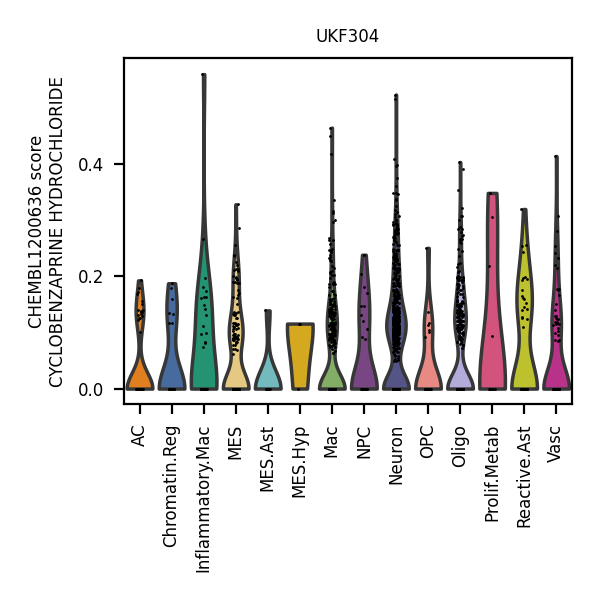 UKF304
CHEMBL1200636 score
CYCLOBENZAPRINE HYDROCHLORIDE
0.4
0.2
0.0
AC
Chromatin.Reg
Inflammatory.Mac
MES
MES.Ast
MES.Hyp
Mac
NPC
Neuron
OPC
Oligo
Prolif.Metab
Reactive.Ast
Vasc